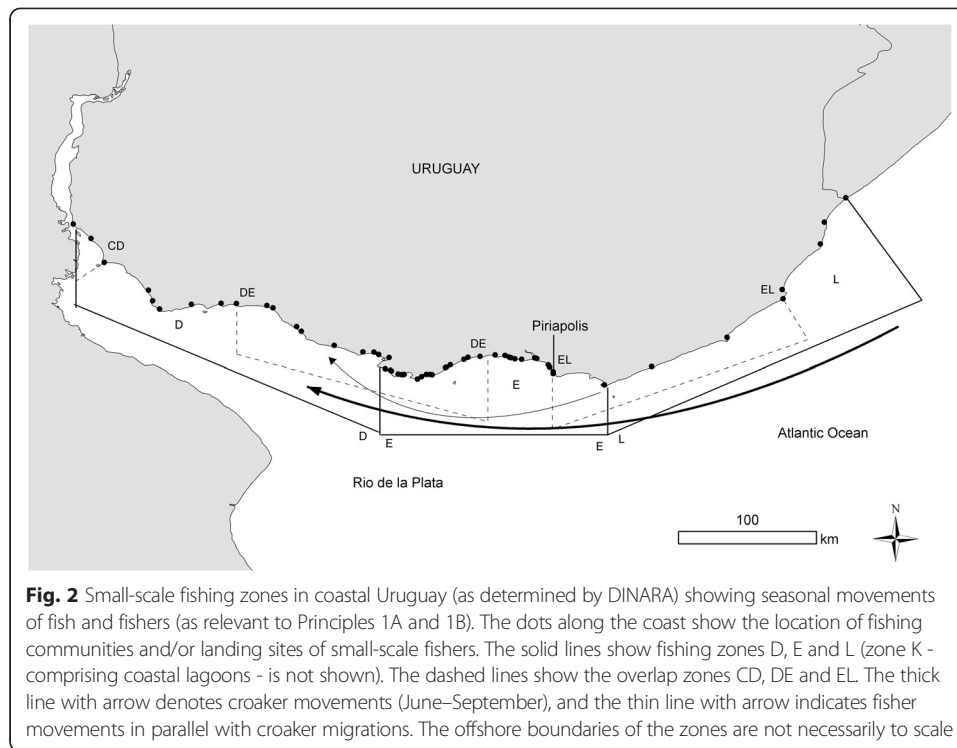 URUGUAY
CD
DE
D
Piriapolis
DE
EL
E
EL
L
D
E
E
L
Atlantic Ocean
Rio de la Plata
100
km
N
Fig. 2 Small-scale fishing zones in coastal Uruguay (as determined by DINARA) showing seasonal movements
of fish and fishers (as relevant to Principles 1A and 1B). The dots along the coast show the location of fishing
communities and/or landing sites of small-scale fishers. The solid lines show fishing zones D, E and L (zone K -
comprising coastal lagoons - is not shown). The dashed lines show the overlap zones CD, DE and EL. The thick
line with arrow denotes croaker movements (June–September), and the thin line with arrow indicates fisher
movements in parallel with croaker migrations. The offshore boundaries of the zones are not necessarily to scale